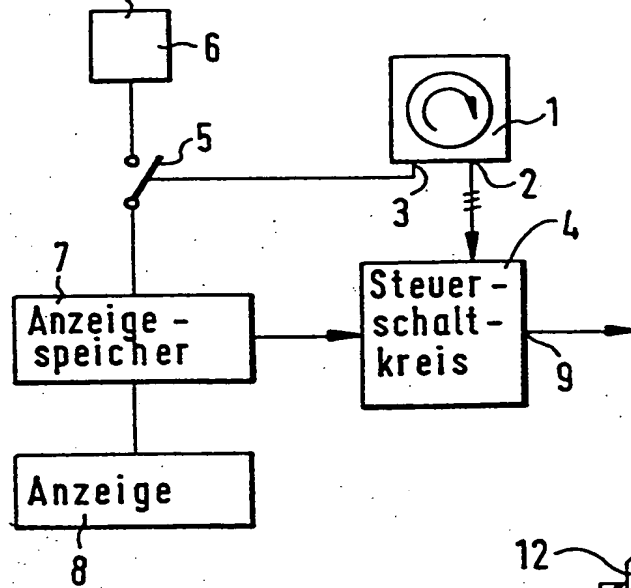 6
1
5
3
2
4
7
Anzeige-
speicher
Steuer-
schalt-
kreis
9
Anzeige
8
12